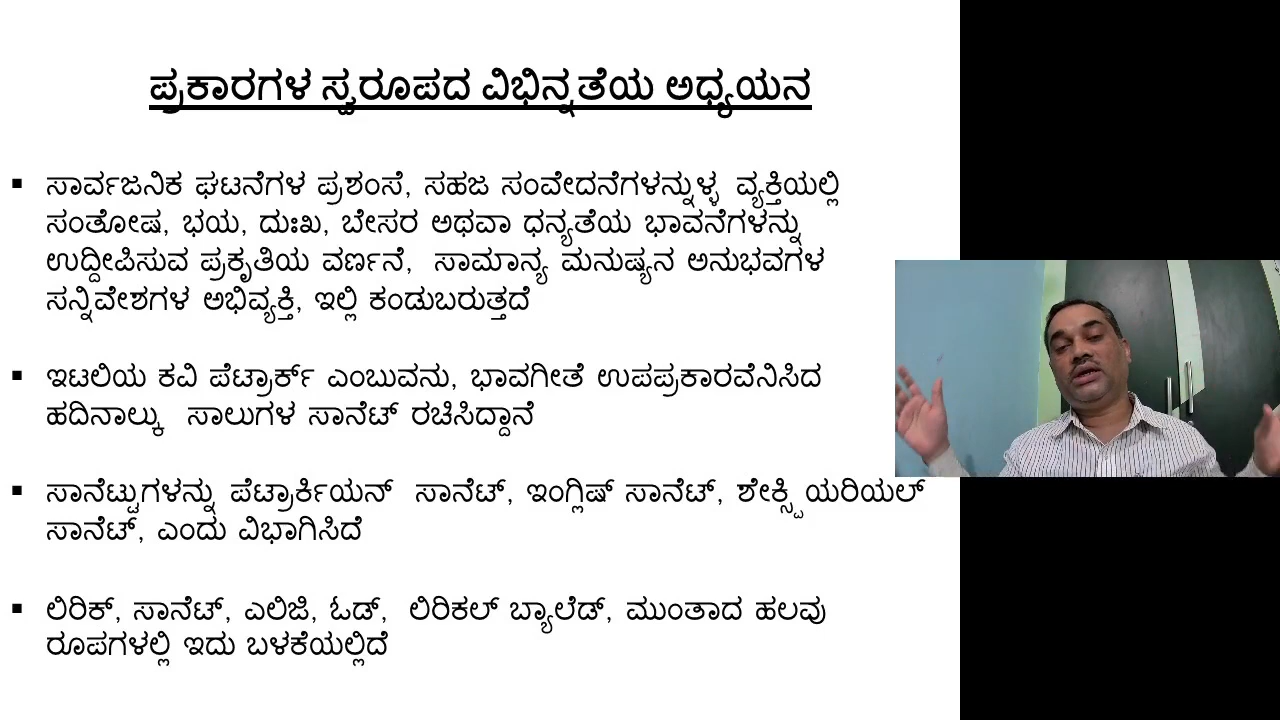 ಪ್ರಕಾರಗಳ ಸ್ವರೂಪದ ವಿಭಿನ್ನತೆಯ ಅಧ್ಯಯನ
▪ ಸಾರ್ವಜನಿಕ ಘಟನೆಗಳ ಪ್ರಶಂಸೆ, ಸಹಜ ಸಂವೇದನೆಗಳನ್ನುಳ್ಳ ವ್ಯಕ್ತಿಯಲ್ಲಿ
ಸಂತೋಷ, ಭಯ, ದುಃಖ, ಬೇಸರ ಅಥವಾ ಧನ್ಯತೆಯ ಭಾವನೆಗಳನ್ನು
ಉದ್ದೀಪಿಸುವ ಪ್ರಕೃತಿಯ ವರ್ಣನೆ, ಸಾಮಾನ್ಯ ಮನುಷ್ಯನ ಅನುಭವಗಳ
ಸನ್ನಿವೇಶಗಳ ಅಭಿವ್ಯಕ್ತಿ, ಇಲ್ಲಿ ಕಂಡುಬರುತ್ತದೆ
▪ ಇಟಲಿಯ ಕವಿ ಪೆಟ್ರಾರ್ಕ್ ಎಂಬುವನು, ಭಾವಗೀತೆ ಉಪಪ್ರಕಾರವೆನಿಸಿದ
ಹದಿನಾಲ್ಕು ಸಾಲುಗಳ ಸಾನೆಟ್ ರಚಿಸಿದ್ದಾನೆ
▪ ಸಾನೆಟ್ಟುಗಳನ್ನು ಪೆಟ್ರಾರ್ಕಿಯನ್ ಸಾನೆಟ್, ಇಂಗ್ಲಿಷ್ ಸಾನೆಟ್, ಶೇಕ್ಸ್ಪಿಯರಿಯಲ್
ಸಾನೆಟ್, ಎಂದು ವಿಭಾಗಿಸಿದೆ
▪ ಲಿರಿಕ್, ಸಾನೆಟ್, ಎಲಿಜಿ, ಓಡ್, ಲಿರಿಕಲ್ ಬ್ಯಾಲೆಡ್, ಮುಂತಾದ ಹಲವು
ರೂಪಗಳಲ್ಲಿ ಇದು ಬಳಕೆಯಲ್ಲಿದೆ